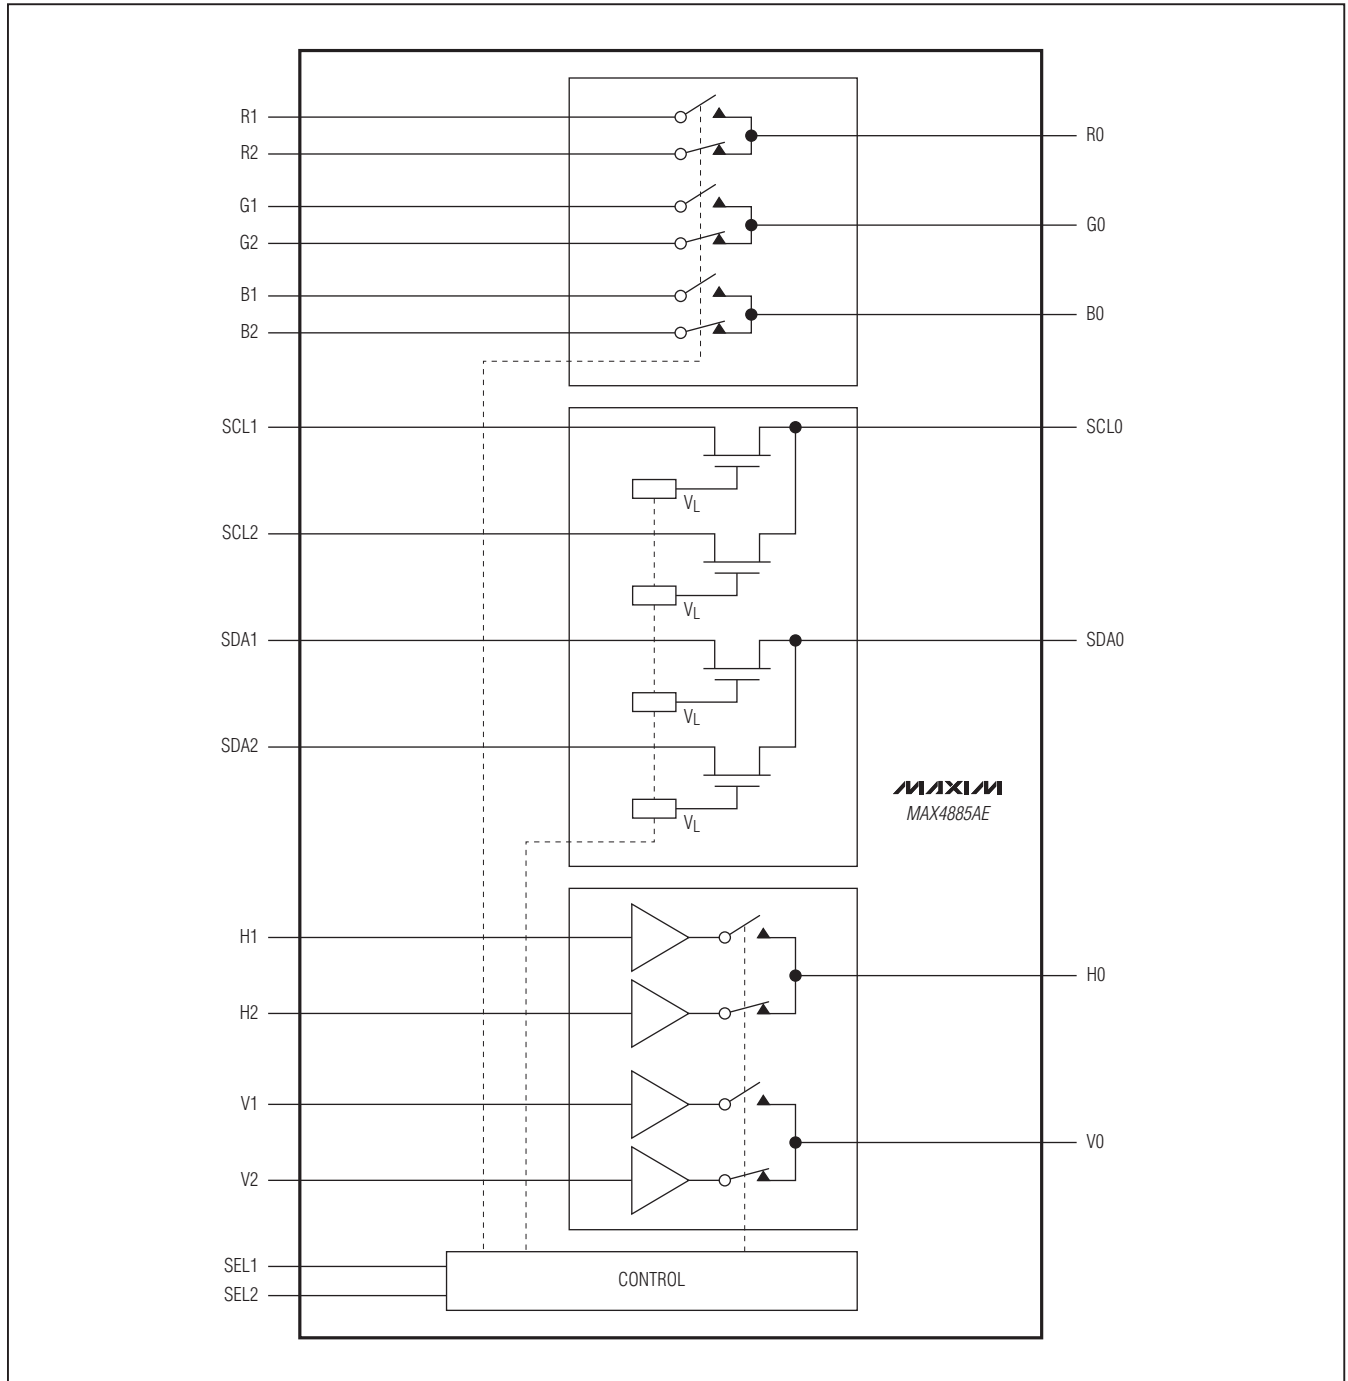 R1
R0
R2
G1
G0
G2
B1
B0
B2
SCL1
SCL0
VL
SCL2
VL
SDA1
SDA0
VL
SDA2
MAXIM
MAX4885AE
VL
H1
H0
H2
V1
V0
V2
SEL1
CONTROL
SEL2